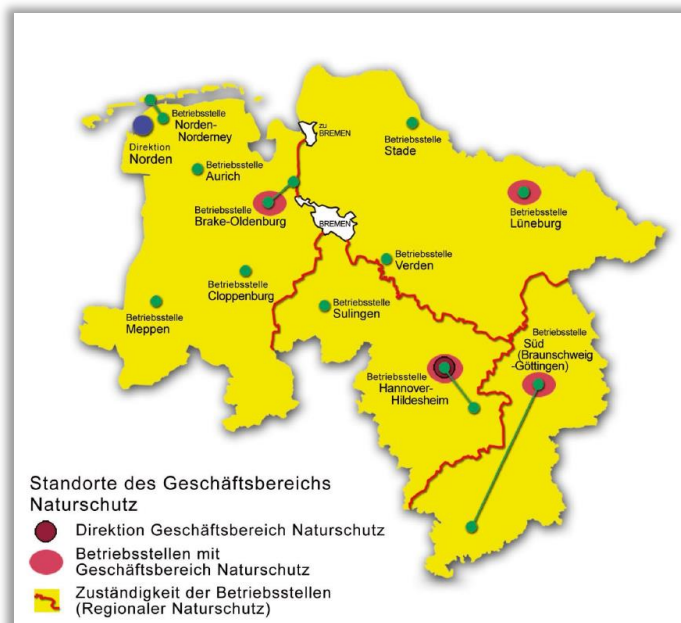 Betriebsstelle
Norden-
Norderney
Direktion
Norden
Betriebsstelle
Aurich
zu
BREMEN
Betriebsstelle
Stade
Betriebsstelle
Brake-Oldenburg
BREMEN
Betriebsstelle
Lüneburg
Betriebsstelle
Verden
Betriebsstelle
Cloppenburg
Betriebsstelle
Meppen
Betriebsstelle
Sulingen
Betriebsstelle
Süd
(Braunschweig
-Göttingen)
Betriebsstelle
Hannover-
Hildesheim
Standorte des Geschäftsbereichs
Naturschutz
Direktion Geschäftsbereich Naturschutz
Betriebsstellen mit
Geschäftsbereich Naturschutz
Zuständigkeit der Betriebsstellen
(Regionaler Naturschutz)